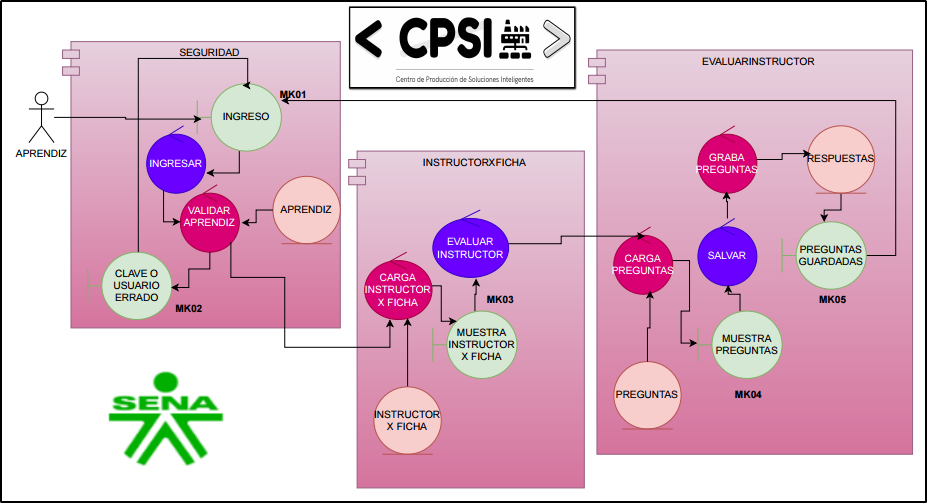 CPSI
Centro de Producción de Soluciones Inteligentes
SEGURIDAD
MK01
INGRESO
APRENDIZ
INGRESAR
VALIDAR
APRENDIZ
APRENDIZ
CLAVE O
USUARIO
ERRADO
MK02
INSTRUCTORXFICHA
EVALUAR
INSTRUCTOR
CARGA
INSTRUCTOR
X FICHA
MK03
MUESTRA
INSTRUCTOR
X FICHA
INSTRUCTOR
X FICHA
EVALUARINSTRUCTOR
GRABA
PREGUNTAS
RESPUESTAS
CARGA
PREGUNTAS
SALVAR
PREGUNTAS
GUARDADAS
MK05
MUESTRA
PREGUNTAS
PREGUNTAS
MK04
SENA